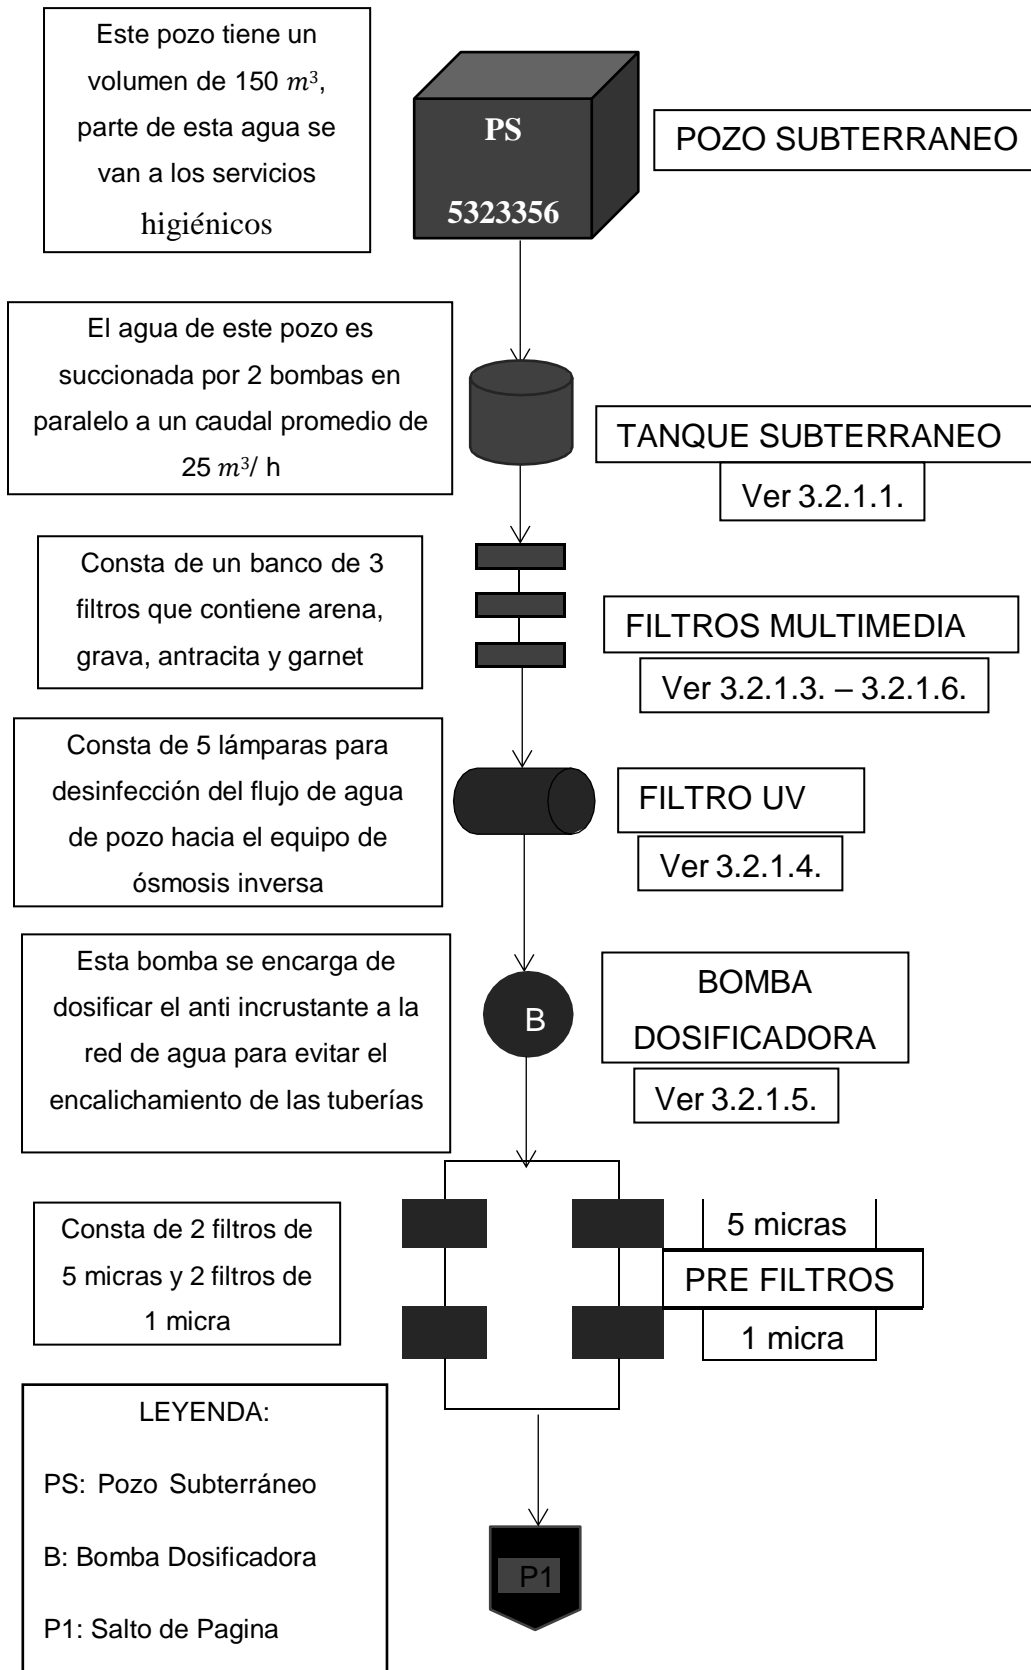 Este pozo tiene un
volumen de 150 m³,
parte de esta agua se
van a los servicios
higiénicos
PS
5323356
POZO SUBTERRANEO
El agua de este pozo es
succionada por 2 bombas en
paralelo a un caudal promedio de
25 m³/ h
TANQUE SUBTERRANEO
Ver 3.2.1.1.
Consta de un banco de 3
filtros que contiene arena,
grava, antracita y garnet
FILTROS MULTIMEDIA
Ver 3.2.1.3. – 3.2.1.6.
Consta de 5 lámparas para
desinfección del flujo de agua
de pozo hacia el equipo de
ósmosis inversa
FILTRO UV
Ver 3.2.1.4.
Esta bomba se encarga de
dosificar el anti incrustante a la
red de agua para evitar el
encalichamiento de las tuberías
B
BOMBA
DOSIFICADORA
Ver 3.2.1.5.
Consta de 2 filtros de
5 micras y 2 filtros de
1 micra
5 micras
PRE FILTROS
1 micra
LEYENDA:
PS: Pozo Subterráneo
B: Bomba Dosificadora
P1: Salto de Pagina
P1